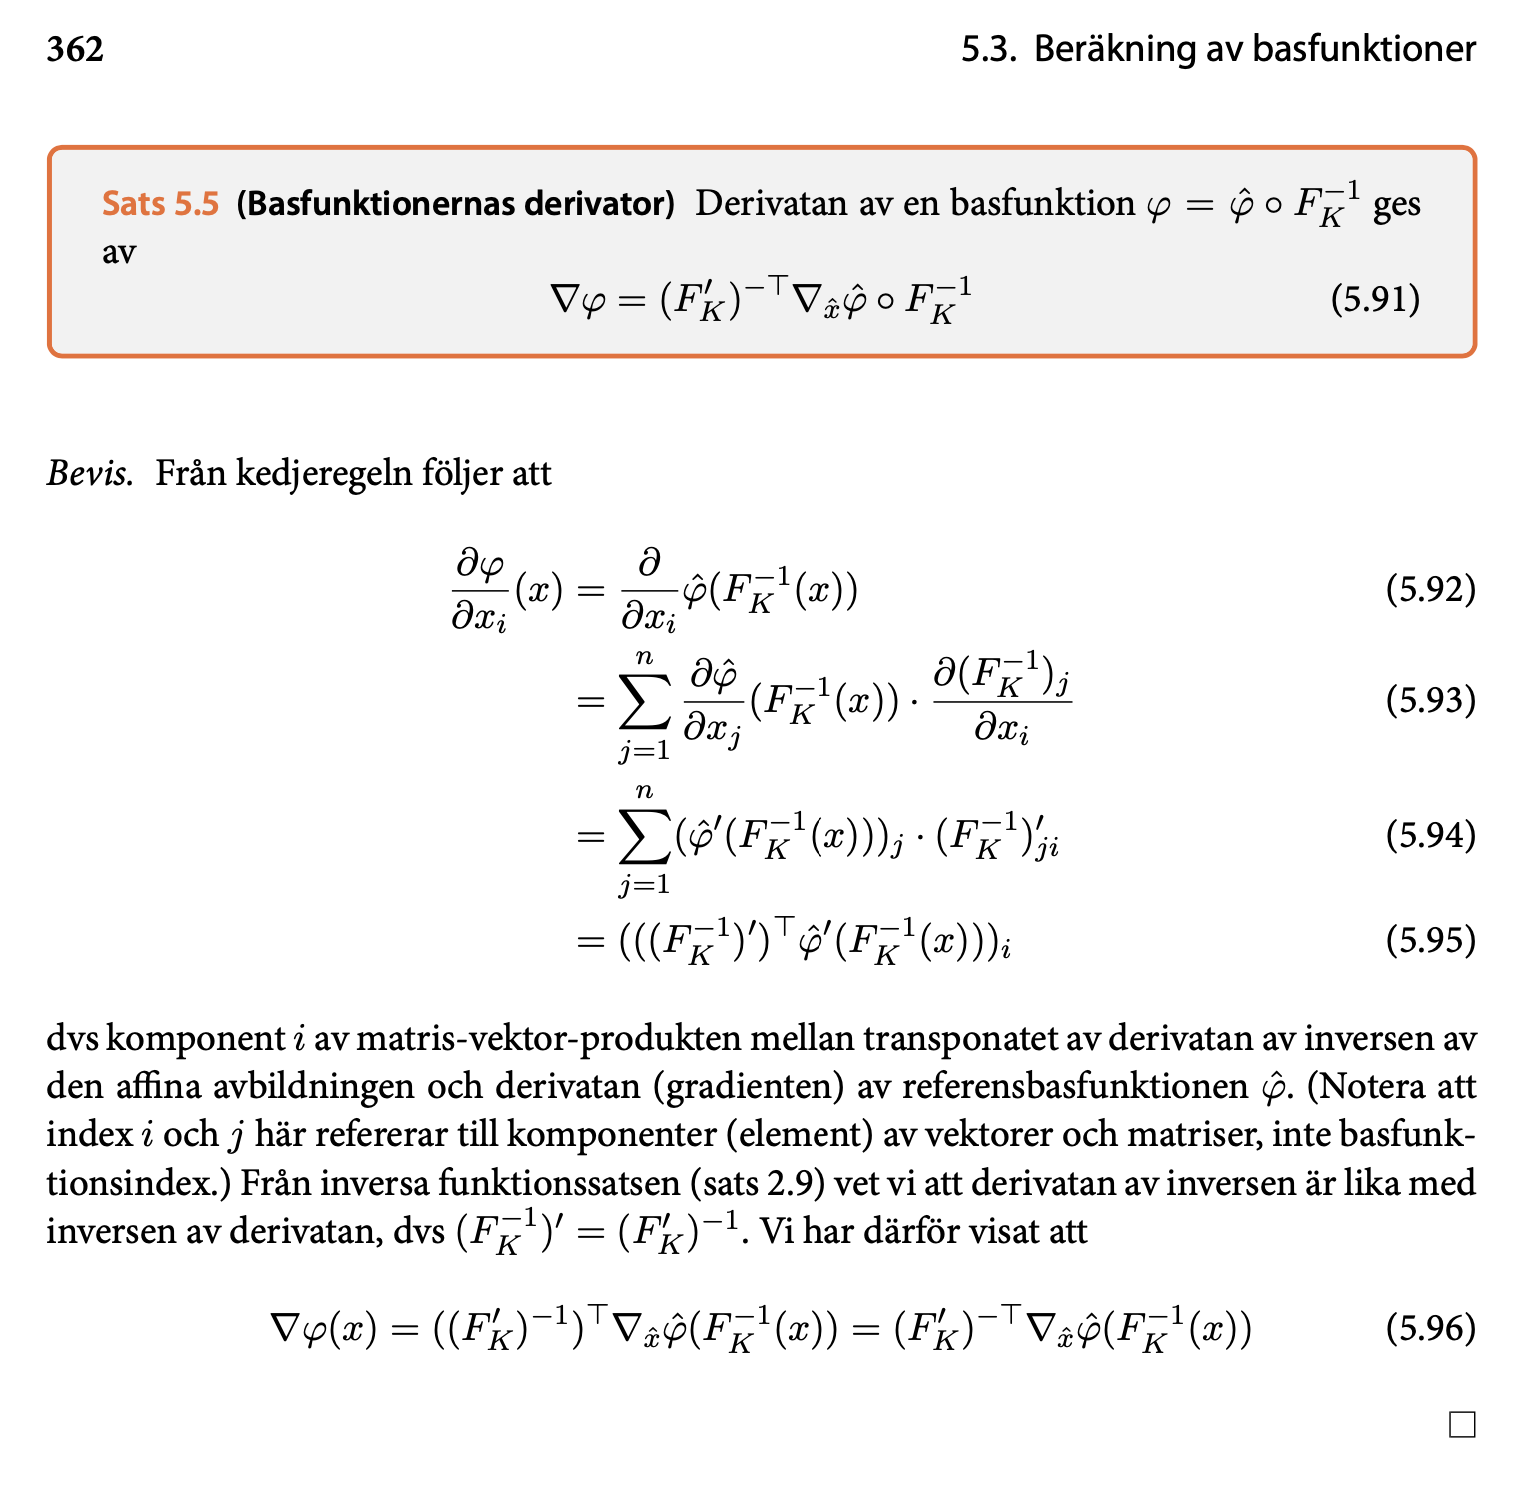 362 5.3. Beräkning av basfunktioner
Sats 5.5 (Basfunktionernas derivator) Derivatan av en basfunktion $\varphi = \hat{\varphi} \circ F_K^{-1}$ ges
av
$\nabla\varphi = (F_K')^{-\top} \nabla_{\hat{x}} \hat{\varphi} \circ F_K^{-1}$ (5.91)
Bevis. Från kedjeregeln följer att
$\frac{\partial \varphi}{\partial x_i}(x) = \frac{\partial}{\partial x_i} \hat{\varphi}(F_K^{-1}(x))$ (5.92)
$= \sum_{j=1}^{n} \frac{\partial \hat{\varphi}}{\partial x_j}(F_K^{-1}(x)) \cdot \frac{\partial (F_K^{-1})_j}{\partial x_i}$ (5.93)
$= \sum_{j=1}^{n} (\hat{\varphi}'(F_K^{-1}(x)))_j \cdot (F_K^{-1})'_{ji}$ (5.94)
$= (((F_K^{-1})')^{\top} \hat{\varphi}'(F_K^{-1}(x)))_i$ (5.95)
dvs komponent $i$ av matris-vektor-produkten mellan transponatet av derivatan av inversen av
den affina avbildningen och derivatan (gradienten) av referensbasfunktionen $\hat{\varphi}$. (Notera att
index $i$ och $j$ här refererar till komponenter (element) av vektorer och matriser, inte basfunk-
tionsindex.) Från inversa funktionssatsen (sats 2.9) vet vi att derivatan av inversen är lika med
inversen av derivatan, dvs $(F_K^{-1})' = (F_K')^{-1}$. Vi har därför visat att
$\nabla\varphi(x) = ((F_K')^{-1})^{\top} \nabla_{\hat{x}} \hat{\varphi}(F_K^{-1}(x)) = (F_K')^{-\top} \nabla_{\hat{x}} \hat{\varphi}(F_K^{-1}(x))$ (5.96)
□